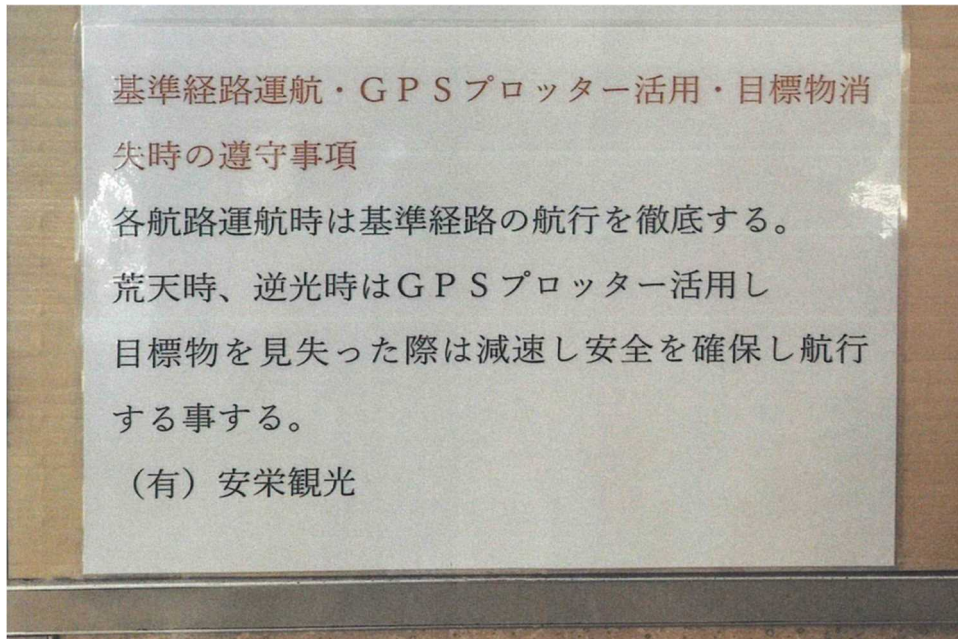 基準経路運航・ＧＰＳプロッター活用・目標物消
失時の遵守事項
各航路運航時は基準経路の航行を徹底する。
荒天時、逆光時はＧＰＳプロッター活用し
目標物を見失った際は減速し安全を確保し航行
する事する。
（有）安栄観光